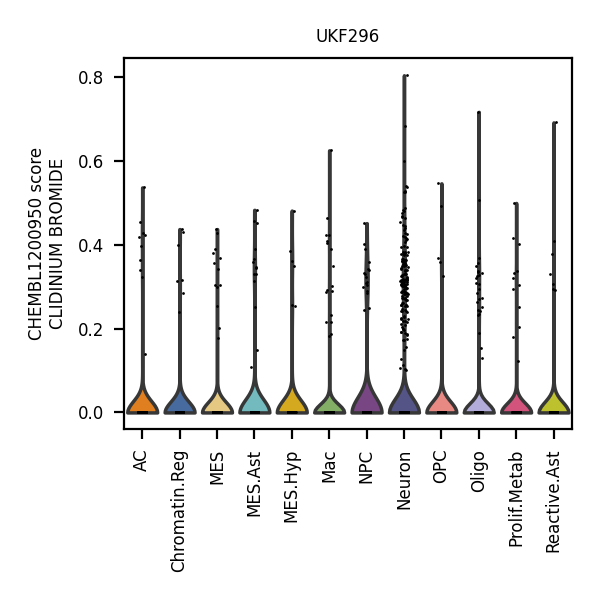 UKF296
CHEMBL1200950 score
CLIDINIUM BROMIDE
0.8
0.6
0.4
0.2
0.0
AC
Chromatin.Reg
MES
MES.Ast
MES.Hyp
Mac
NPC
Neuron
OPC
Oligo
Prolif.Metab
Reactive.Ast